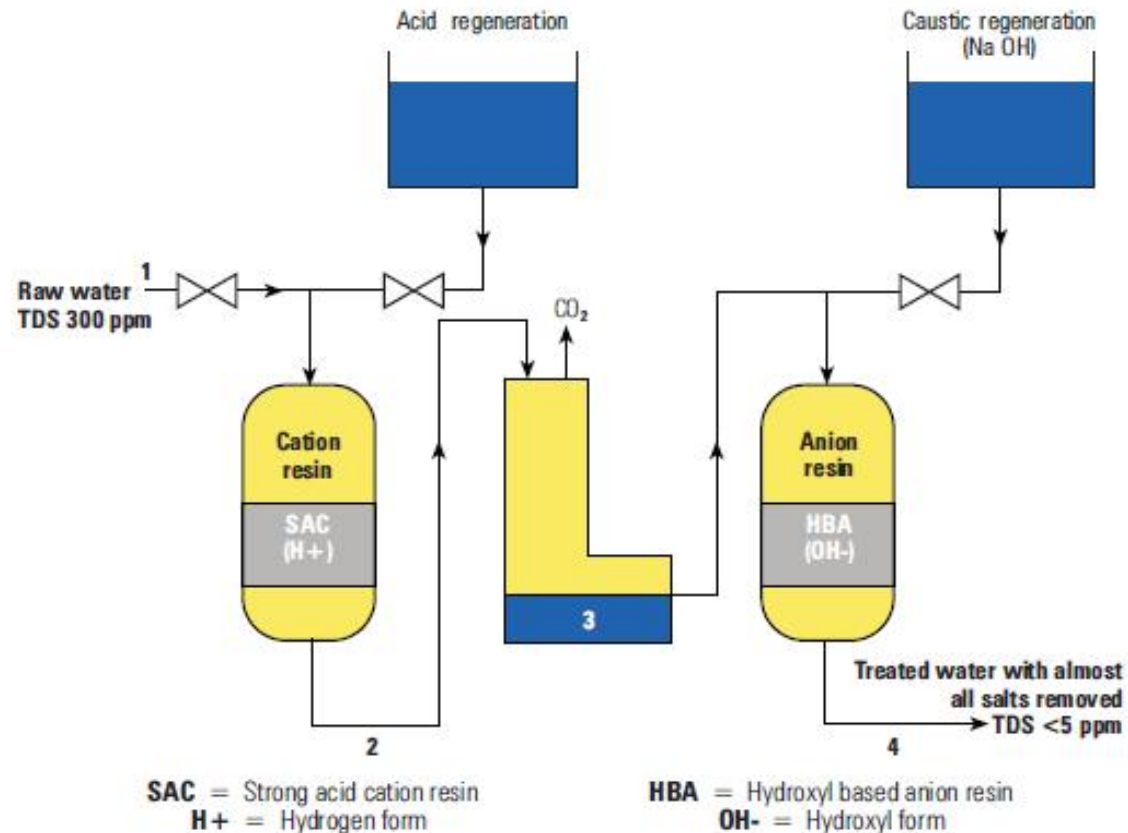 Acid regeneration
Caustic regeneration
(Na OH)
1
Raw water
TDS 300 ppm
CO₂
Cation
resin
SAC
(H+)
Anion
resin
HBA
(OH-)
3
2
Treated water with almost
all salts removed
TDS <5 ppm
4
SAC = Strong acid cation resin
H+ = Hydrogen form
HBA = Hydroxyl based anion resin
OH- = Hydroxyl form